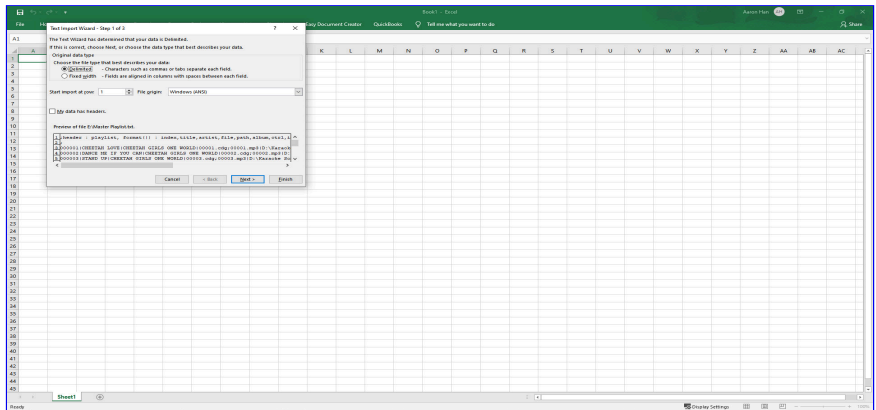 Book1 - Excel
Aaron Han
AH
File
Easy Document Creator
QuickBooks
Tell me what you want to do
Share
A1
Text Import Wizard - Step 1 of 3
?
The Text Wizard has determined that your data is Delimited.
If this is correct, choose Next, or choose the data type that best describes your data.
Original data type
Choose the file type that best describes your data:
Delimited - Characters such as commas or tabs separate each field.
Fixed width - Fields are aligned in columns with spaces between each field.
Start import at row: 1 File origin: Windows (ANSI)
My data has headers.
Preview of file E:\Master Playlist.txt.
1 ;header : playlist, format())) : index,title,artist,file,path,album,ctrl,i
2 ;
3 000001|CHEETAH LOVE|CHEETAH GIRLS ONE WORLD|00001.cdg;00001.mp3|D:\Karaok
4 000002|DANCE ME IF YOU CAN|CHEETAH GIRLS ONE WORLD|00002.cdg;00002.mp3|D:
5 000003|STAND UP|CHEETAH GIRLS ONE WORLD|00003.cdg;00003.mp3|D:\Karaoke So
Cancel < Back Next > Finish
A K L M N O P Q R S T U V W X Y Z AA AB AC
1
2
3
4
5
6
7
8
9
10
11
12
13
14
15
16
17
18
19
20
21
22
23
24
25
26
27
28
29
30
31
32
33
34
35
36
37
38
39
40
41
42
43
44
45
Sheet1
Ready
Display Settings
100%